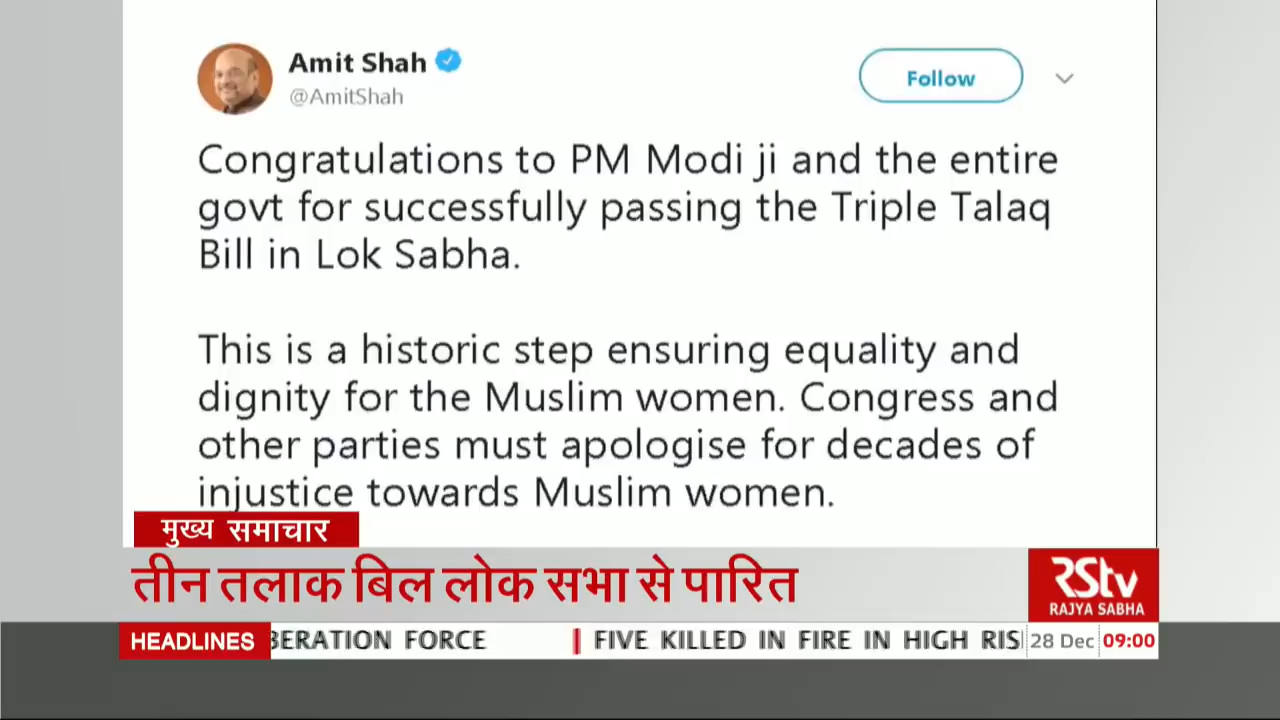 Amit Shah
@AmitShah
Follow
Congratulations to PM Modi ji and the entire
govt for successfully passing the Triple Talaq
Bill in Lok Sabha.
This is a historic step ensuring equality and
dignity for the Muslim women. Congress and
other parties must apologise for decades of
injustice towards Muslim women.
मुख्य समाचार
तीन तलाक बिल लोक सभा से पारित
RStv
RAJYA SABHA
HEADLINES BERATION FORCE | FIVE KILLED IN FIRE IN HIGH RIS 28 Dec 09:00